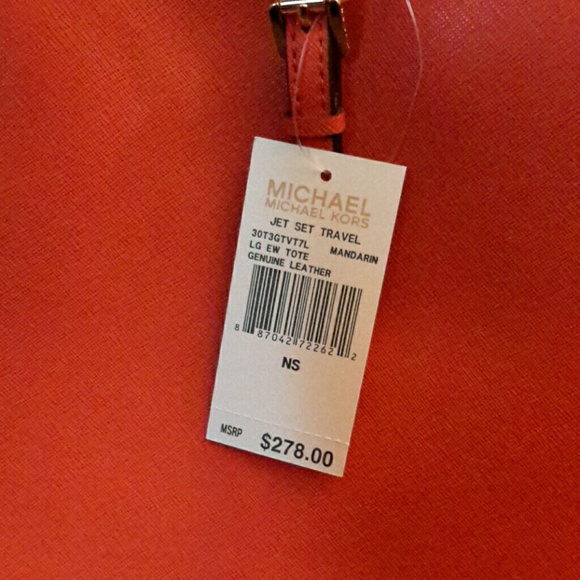 MICHAEL
MICHAEL KORS
JET SET TRAVEL
30T3GTVT7L MANDARIN
LG EW TOTE
GENUINE LEATHER
8 87042 72262 2
NS
MSRP $278.00